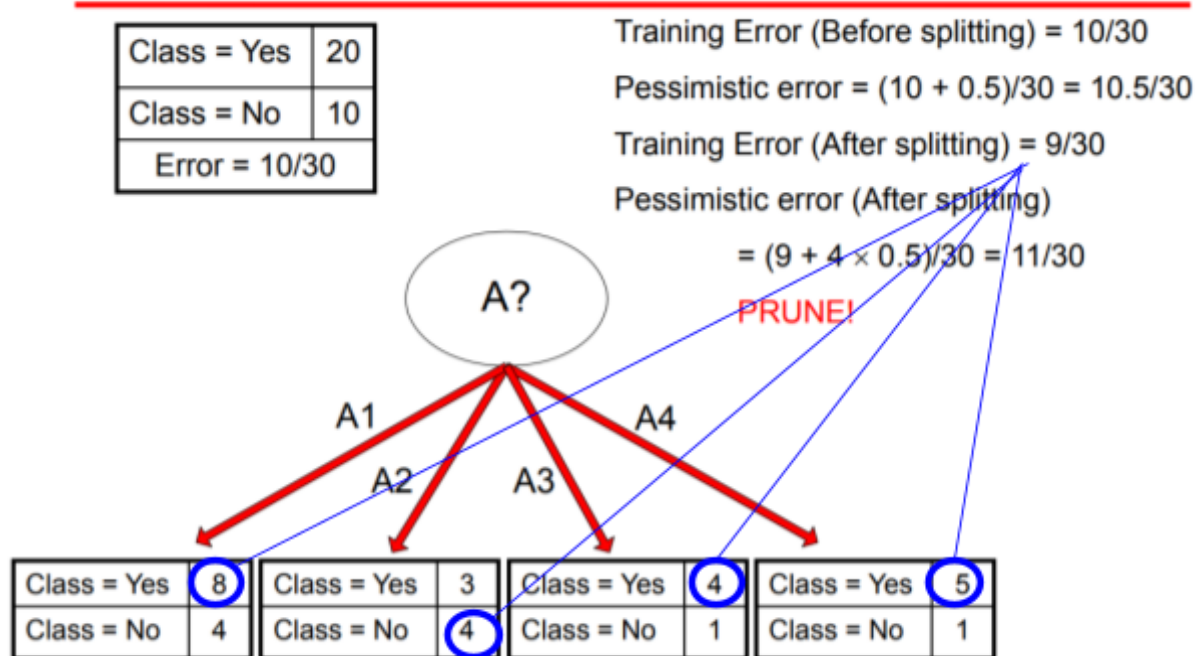 Class = Yes 20
Class = No 10
Error = 10/30
Training Error (Before splitting) = 10/30
Pessimistic error = (10 + 0.5)/30 = 10.5/30
Training Error (After splitting) = 9/30
Pessimistic error (After splitting)
= (9 + 4 × 0.5)/30 = 11/30
PRUNE!
A?
A1
A2
A3
A4
Class = Yes 8
Class = No 4
Class = Yes 3
Class = No 4
Class = Yes 4
Class = No 1
Class = Yes 5
Class = No 1